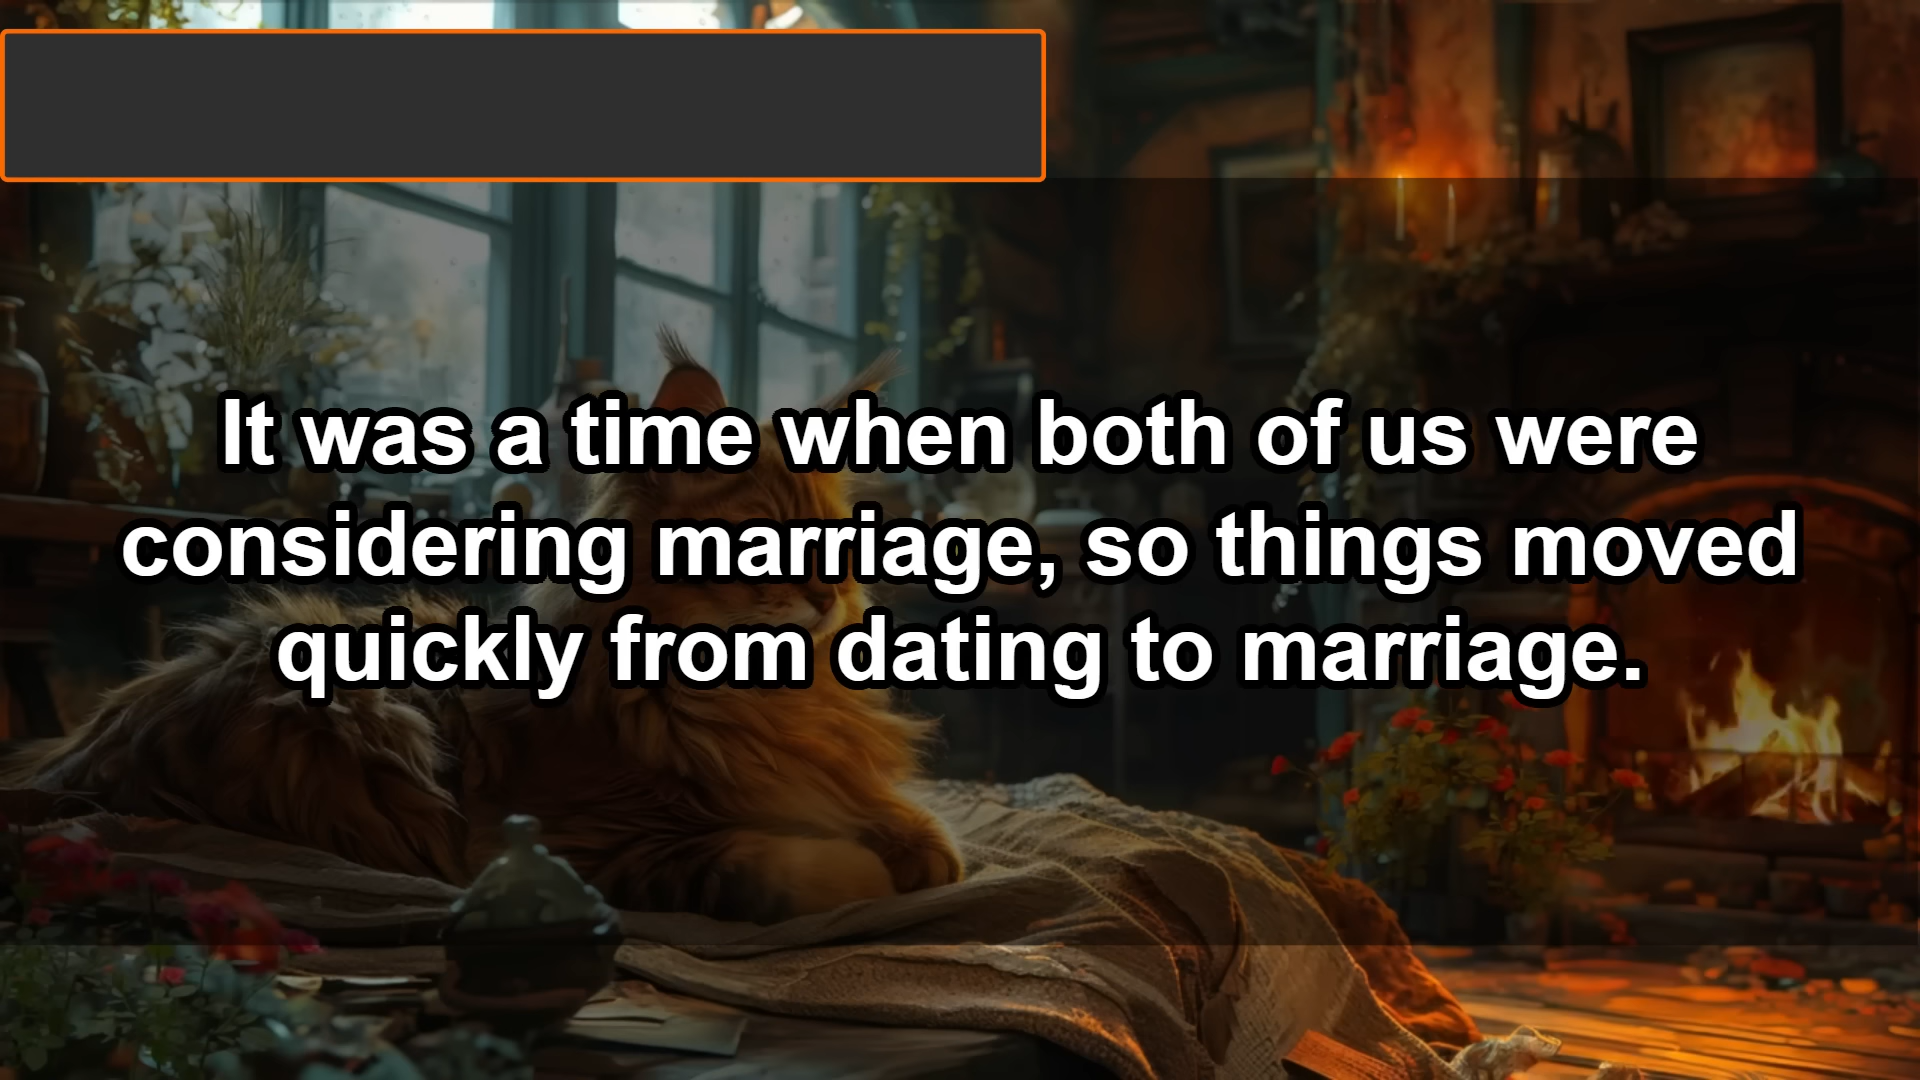 It was a time when both of us were
considering marriage, so things moved
quickly from dating to marriage.